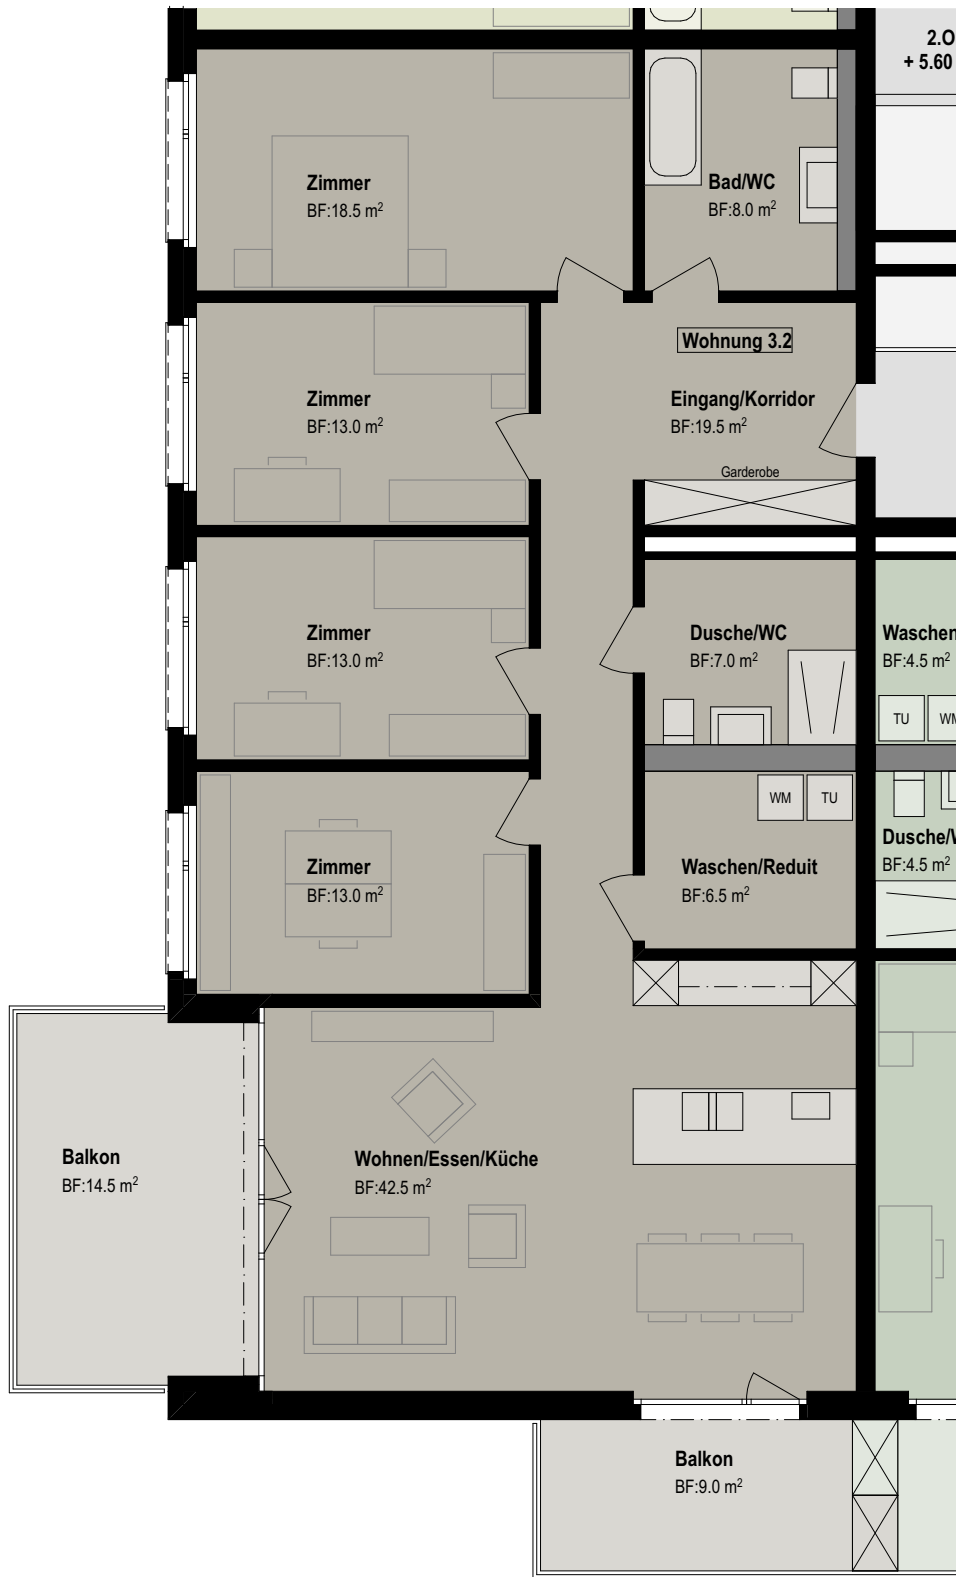 2.O
+ 5.60
Zimmer
BF:18.5 m²
Bad/WC
BF:8.0 m²
Wohnung 3.2
Zimmer
BF:13.0 m²
Eingang/Korridor
BF:19.5 m²
Garderobe
Zimmer
BF:13.0 m²
Dusche/WC
BF:7.0 m²
Waschen
BF:4.5 m²
TU
WM
WM
TU
Zimmer
BF:13.0 m²
Waschen/Reduit
BF:6.5 m²
Dusche/W
BF:4.5 m²
Balkon
BF:14.5 m²
Wohnen/Essen/Küche
BF:42.5 m²
Balkon
BF:9.0 m²